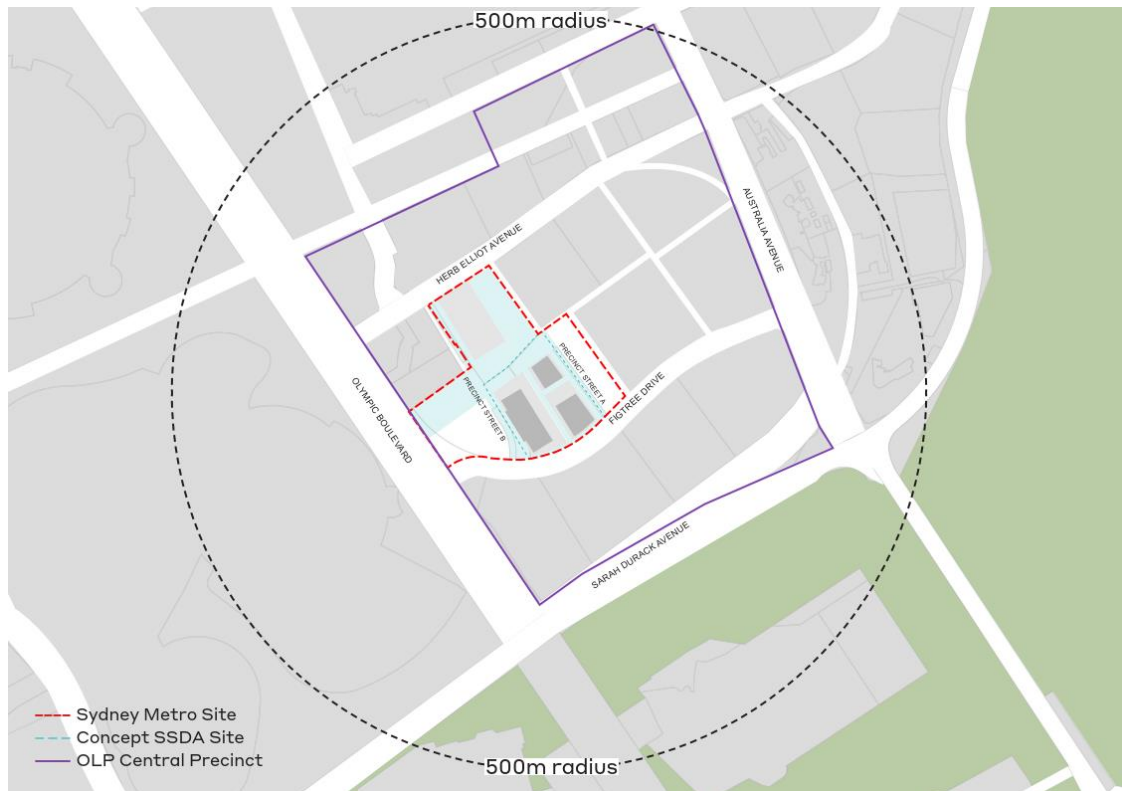 500m radius
HERB ELLIOT AVENUE
AUSTRALIA AVENUE
PRECINCT STREET A
PRECINCT STREET B
OLYMPIC BOULEVARD
FIGTREE DRIVE
SARAH DURACK AVENUE
Sydney Metro Site
Concept SSDA Site
OLP Central Precinct
500m radius